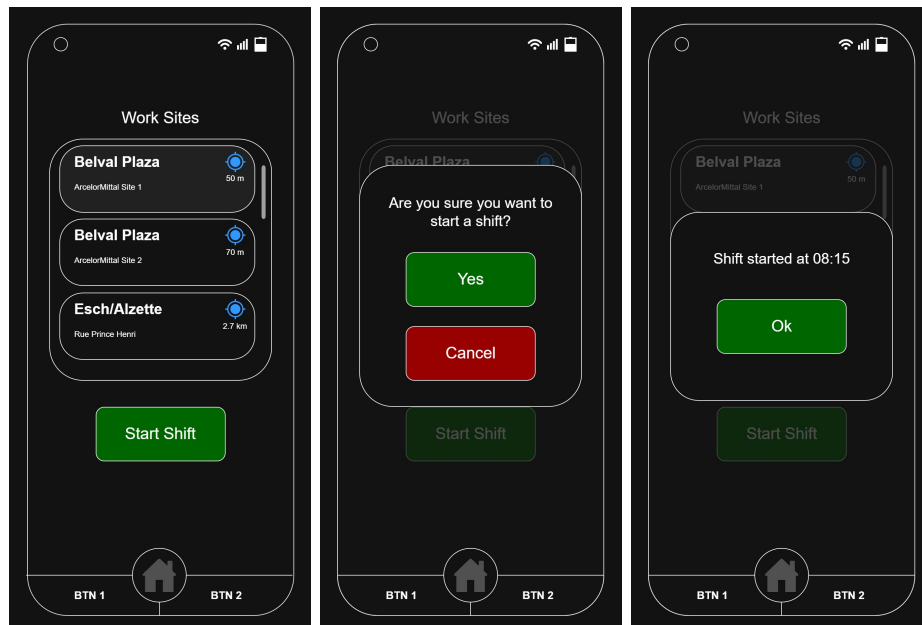 Work Sites
Belval Plaza
ArcelorMittal Site 1
50 m
Belval Plaza
ArcelorMittal Site 2
70 m
Esch/Alzette
Rue Prince Henri
2.7 km
Start Shift
BTN 1
BTN 2
Work Sites
Belval Plaza
Are you sure you want to
start a shift?
Yes
Cancel
Start Shift
BTN 1
BTN 2
Work Sites
Belval Plaza
ArcelorMittal Site 1
50 m
Shift started at 08:15
Ok
Start Shift
BTN 1
BTN 2